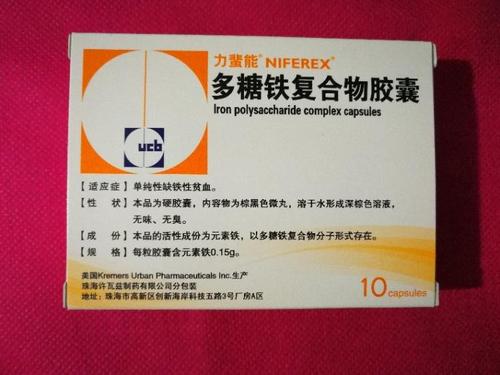 力蜚能® NIFEREX®
多糖铁复合物胶囊
Iron polysaccharide complex capsules
ucb
【适应症】单纯性缺铁性贫血。
【性 状】本品为硬胶囊，内容物为棕黑色微丸，溶于水形成深棕色溶液，
无味、无臭。
【成 份】本品的活性成份为元素铁，以多糖铁复合物分子形式存在。
【规 格】每粒胶囊含元素铁0.15g。
美国Kremers Urban Pharmaceuticals Inc.生产
珠海许瓦兹制药有限公司分包装
地址：珠海市高新区创新海岸科技五路3号厂房A区
10 capsules